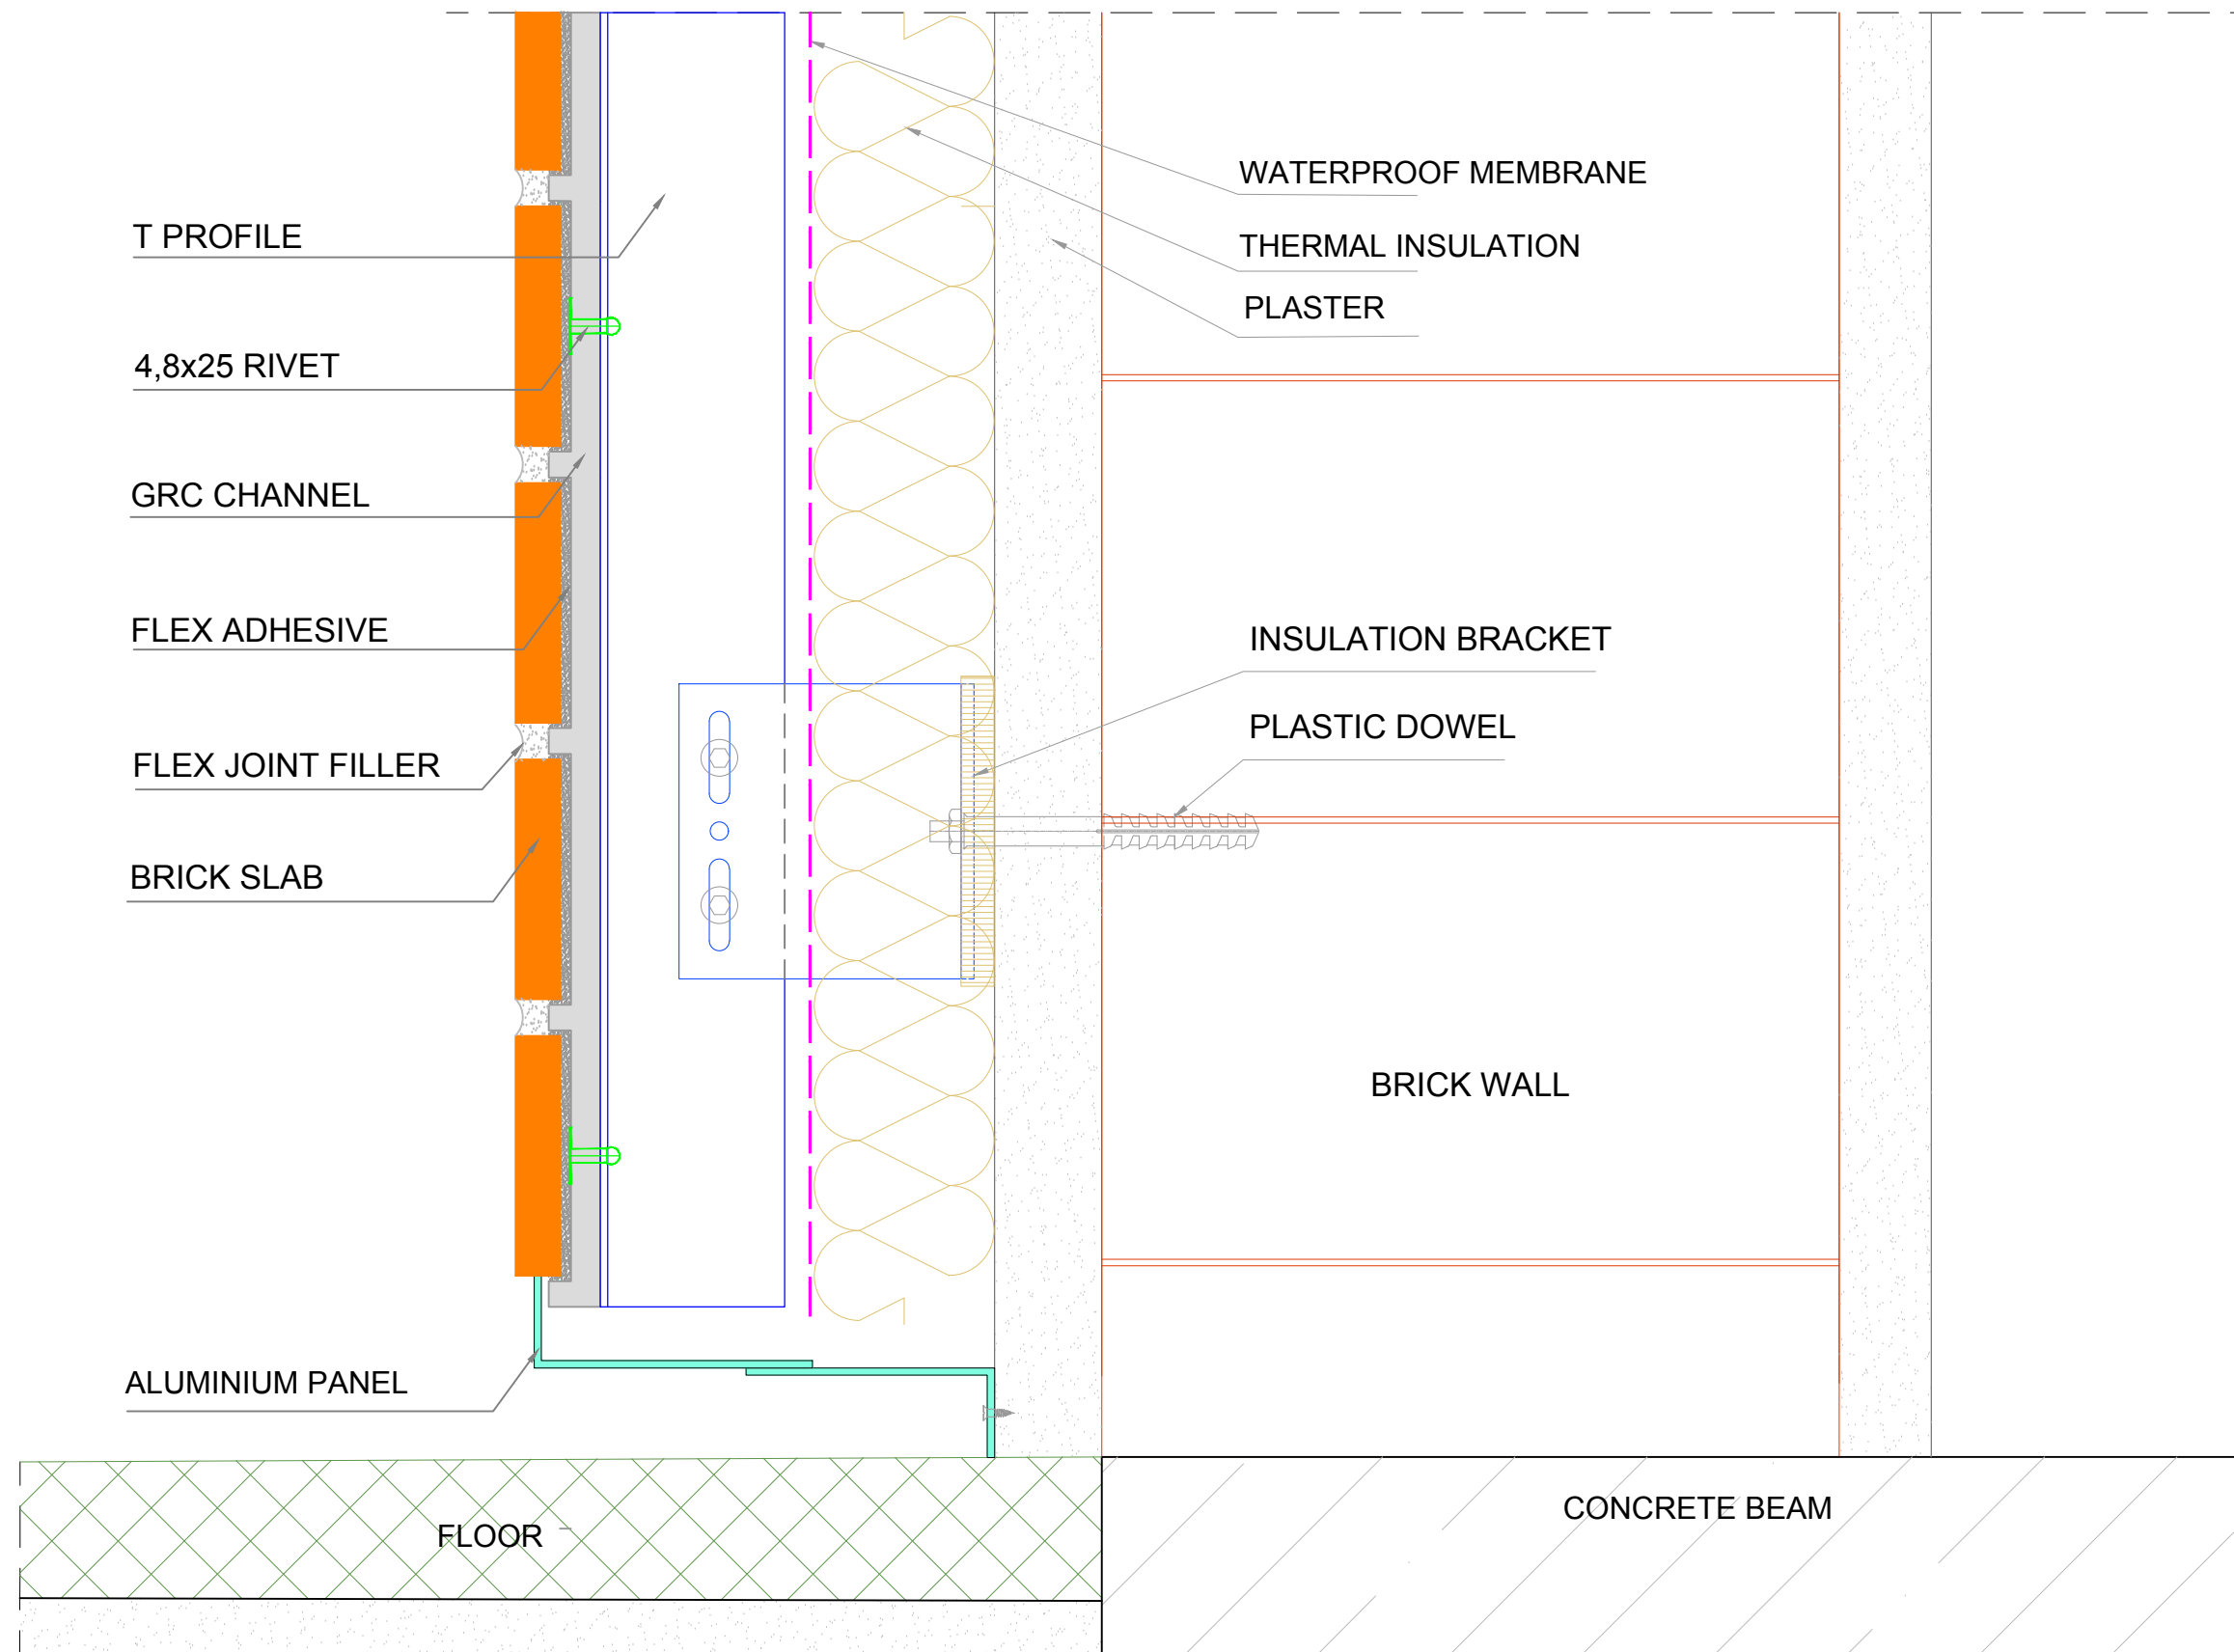 WATERPROOF MEMBRANE
T PROFILE
THERMAL INSULATION
PLASTER
4,8x25 RIVET
GRC CHANNEL
FLEX ADHESIVE
INSULATION BRACKET
PLASTIC DOWEL
FLEX JOINT FILLER
BRICK SLAB
BRICK WALL
ALUMINIUM PANEL
CONCRETE BEAM
FLOOR